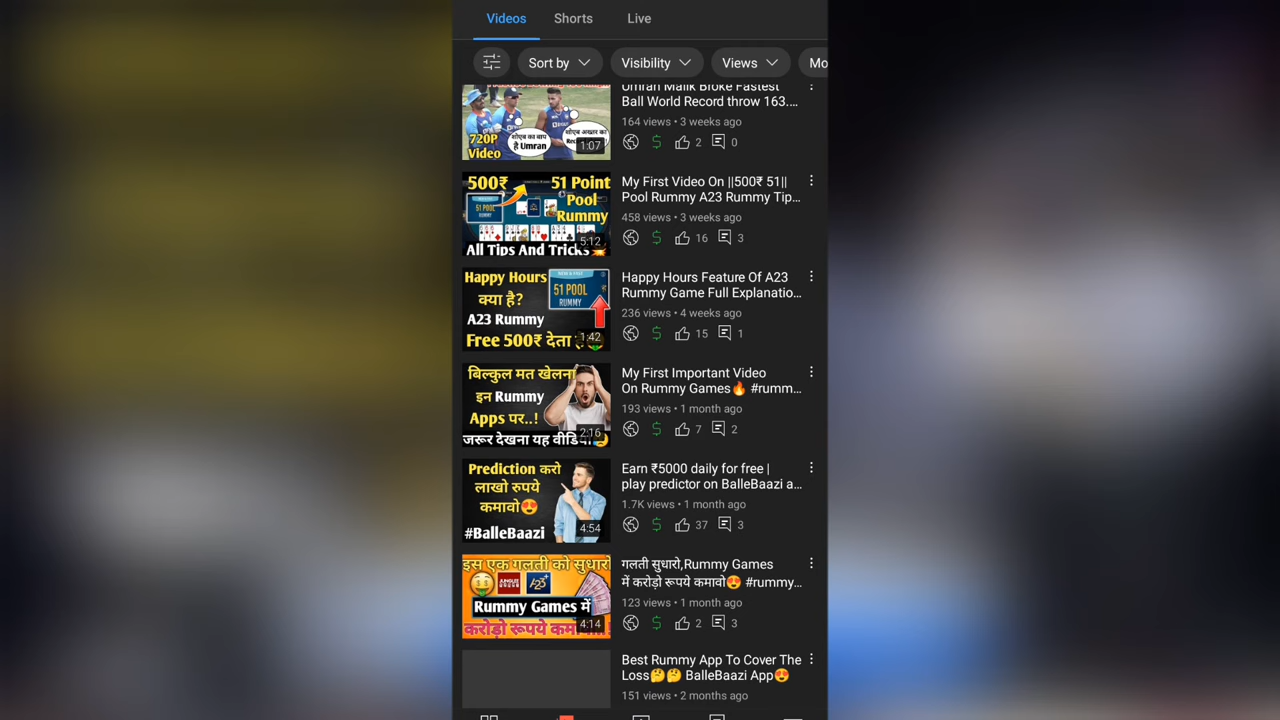 Videos Shorts Live
Sort by Visibility Views Mo
Umran Malik Broke Fastest
Ball World Record throw 163....
164 views • 3 weeks ago
2 0
720P
Video
शोएब का बाप
है Umran
शोएब अख्तर का
1:07
My First Video On ||500₹ 51||
Pool Rummy A23 Rummy Tip...
458 views • 3 weeks ago
16 3
500₹ 51 Point
Pool
Rummy
51 POOL
RUMMY
5:12
All Tips And Tricks
Happy Hours Feature Of A23
Rummy Game Full Explanatio...
236 views • 4 weeks ago
15 1
Happy Hours
क्या है?
A23 Rummy
Free 500₹ देता
51 POOL
RUMMY
1:42
My First Important Video
On Rummy Games🔥 #rumm...
193 views • 1 month ago
7 2
बिल्कुल मत खेलना
इन Rummy
Apps पर..!
2:16
जरूर देखना यह
Earn ₹5000 daily for free |
play predictor on BalleBaazi a...
1.7K views • 1 month ago
37 3
Prediction करो
लाखो रुपये
कमावो😍
#BalleBaazi
4:54
गलती सुधारो,Rummy Games
में करोड़ो रूपये कमावो😍 #rummy...
123 views • 1 month ago
2 3
इस एक गलती को सुधारो
A23
Rummy Games में
करोड़ो रूपये
4:14
Best Rummy App To Cover The
Loss🤔🤔 BalleBaazi App😍
151 views • 2 months ago